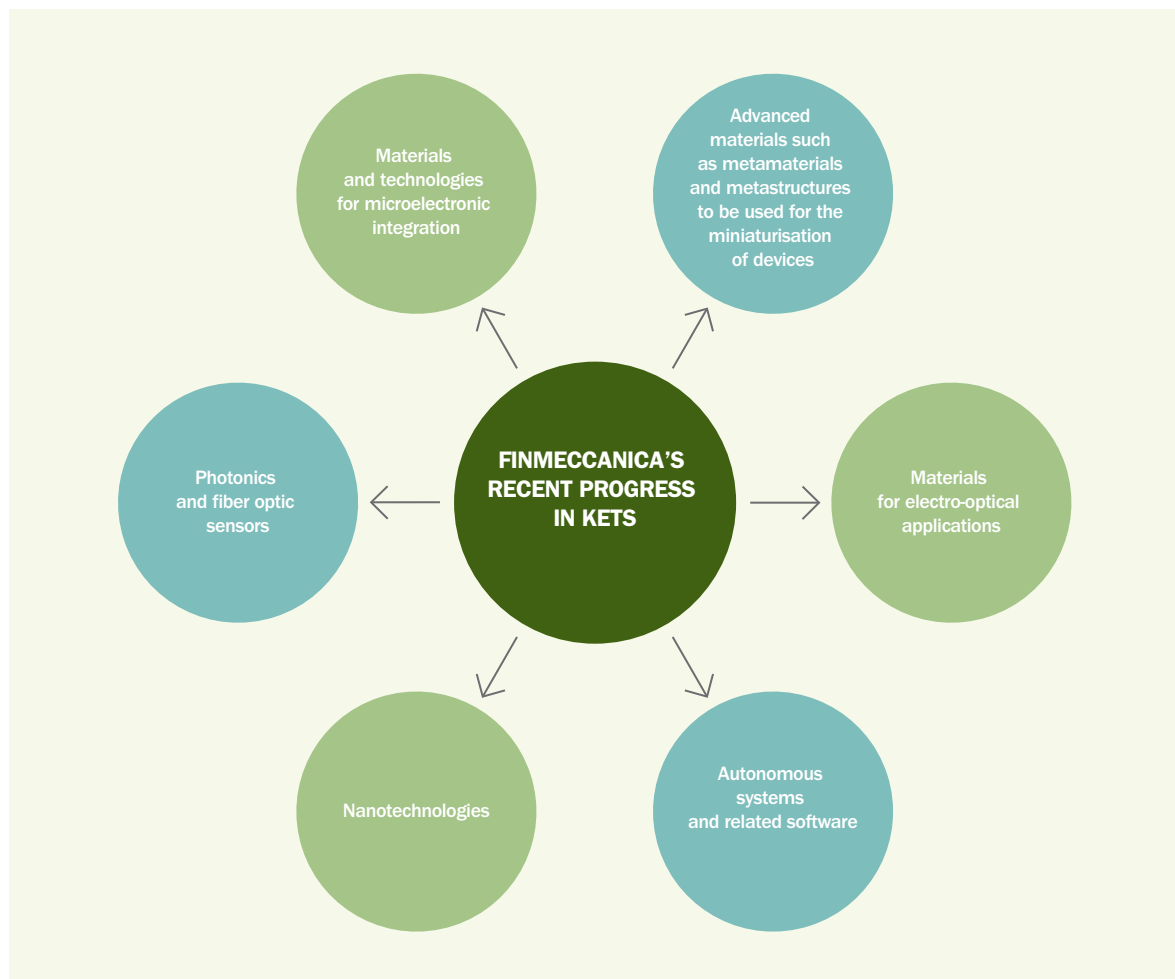 Materials
and technologies
for microelectronic
integration
Advanced
materials such
as metamaterials
and metastructures
to be used for the
miniaturisation
of devices
Photonics
and fiber optic
sensors
FINMECCANICA’S
RECENT PROGRESS
IN KETS
Materials
for electro-optical
applications
Nanotechnologies
Autonomous
systems
and related software